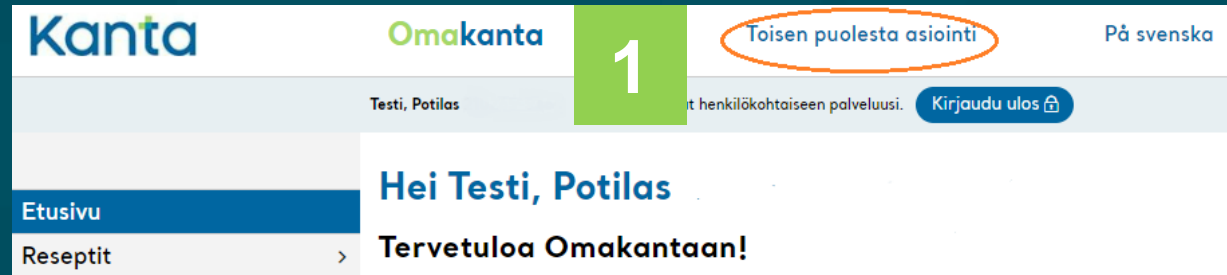 Kanta Omakanta 1 Toisen puolesta asiointi På svenska
Testi, Potilas t henkilökohtaiseen palveluusi. Kirjaudu ulos
Hei Testi, Potilas
Etusivu
Tervetuloa Omakantaan!
Reseptit